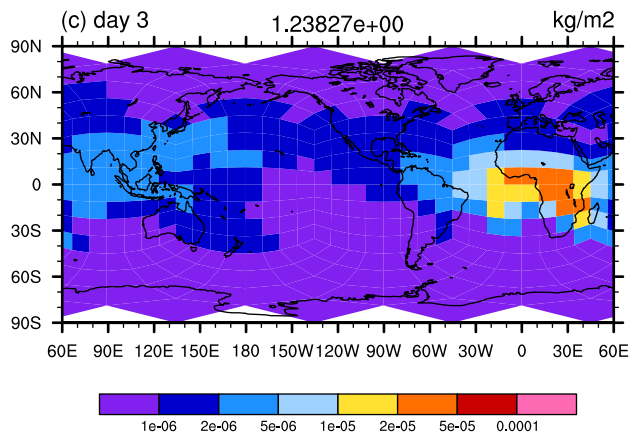 (c) day 3 1.23827e+00 kg/m2
90N
60N
30N
0
30S
60S
90S
60E 90E 120E 150E 180 150W 120W 90W 60W 30W 0 30E 60E
1e-06 2e-06 5e-06 1e-05 2e-05 5e-05 0.0001